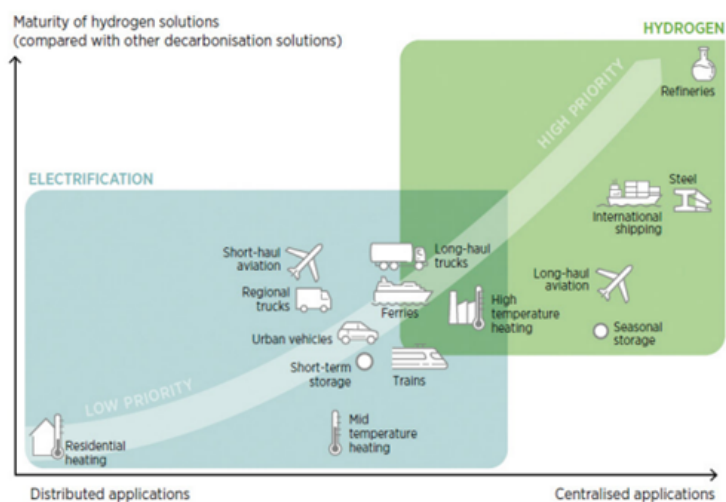 Maturity of hydrogen solutions
(compared with other decarbonisation solutions)
HYDROGEN
HIGH PRIORITY
Refineries
ELECTRIFICATION
Steel
International
shipping
Short-haul
aviation
Long-haul
trucks
Long-haul
aviation
Regional
trucks
Ferries
High
temperature
heating
Urban vehicles
Seasonal
storage
Short-term
storage
Trains
LOW PRIORITY
Mid
temperature
heating
Residential
heating
Distributed applications
Centralised applications